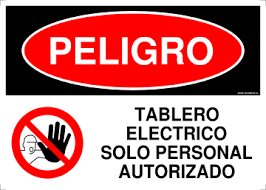 PELIGRO
TABLERO
ELECTRICO
SOLO PERSONAL
AUTORIZADO